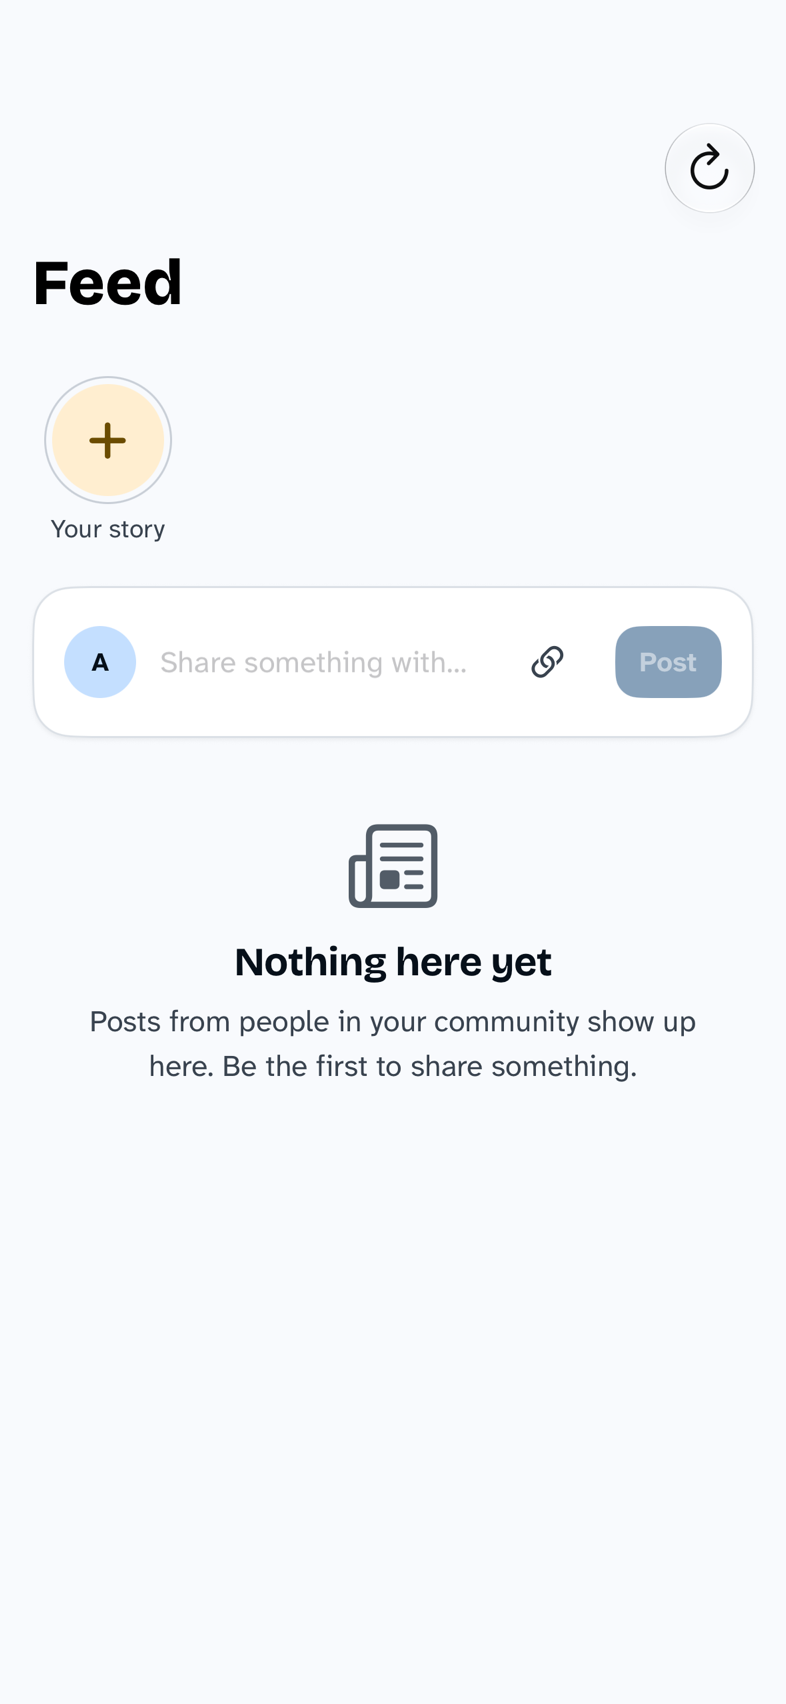 Feed
Your story
A
Share something with...
Post
Nothing here yet
Posts from people in your community show up
here. Be the first to share something.